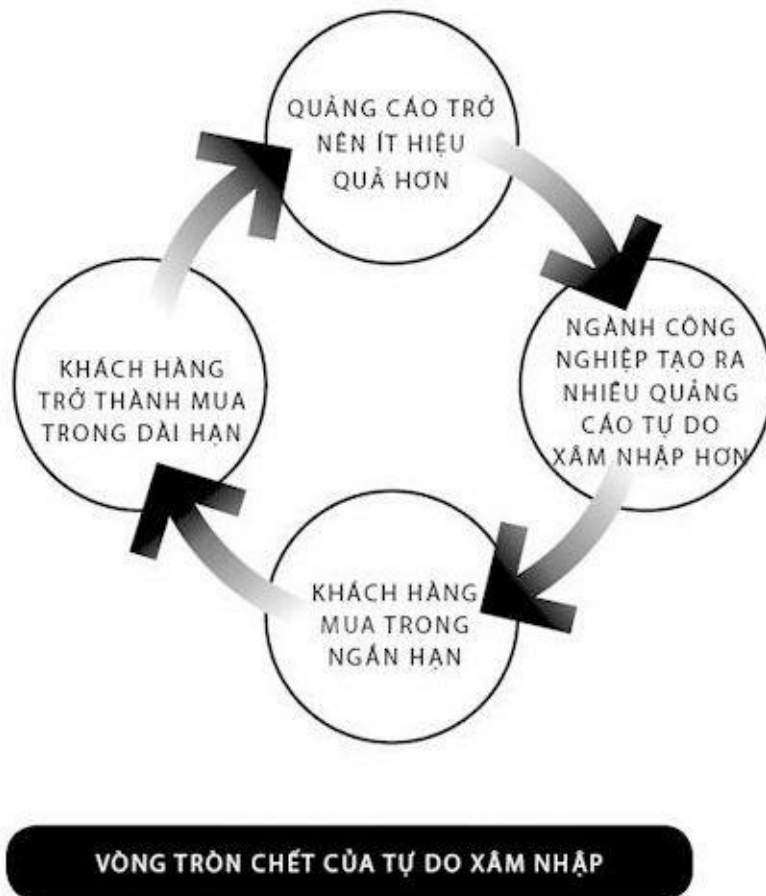 QUẢNG CÁO TRỞ
NÊN ÍT HIỆU
QUẢ HƠN
NGÀNH CÔNG
NGHIỆP TẠO RA
NHIỀU QUẢNG
CÁO TỰ DO
XÂM NHẬP HƠN
KHÁCH HÀNG
MUA TRONG
NGẮN HẠN
KHÁCH HÀNG
TRỞ THÀNH MUA
TRONG DÀI HẠN
VÒNG TRÒN CHẾT CỦA TỰ DO XÂM NHẬP